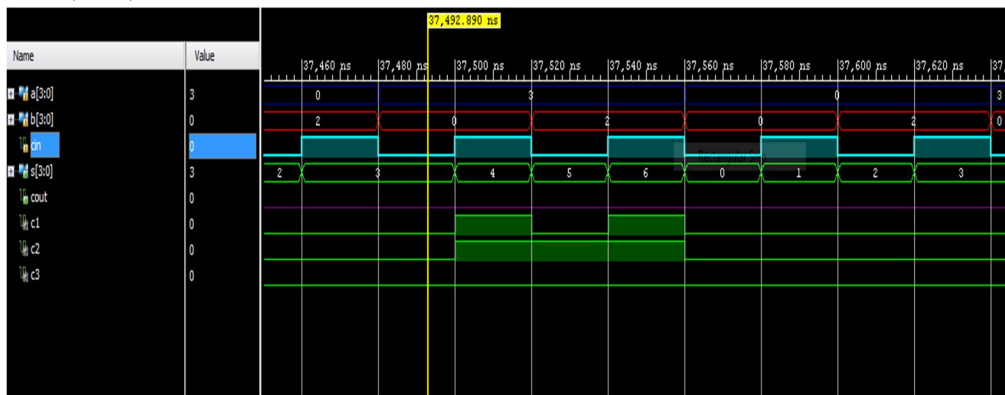 37,492.890 ns
Name Value
37,460 ns 37,480 ns 37,500 ns 37,520 ns 37,540 ns 37,560 ns 37,580 ns 37,600 ns 37,620 ns 37,
a[3:0] 3 0 3 0 3
b[3:0] 0 2 0 2 0 2 0
cin 0
s[3:0] 3 2 3 4 5 6 0 1 2 3
cout 0
c1 0
c2 0
c3 0